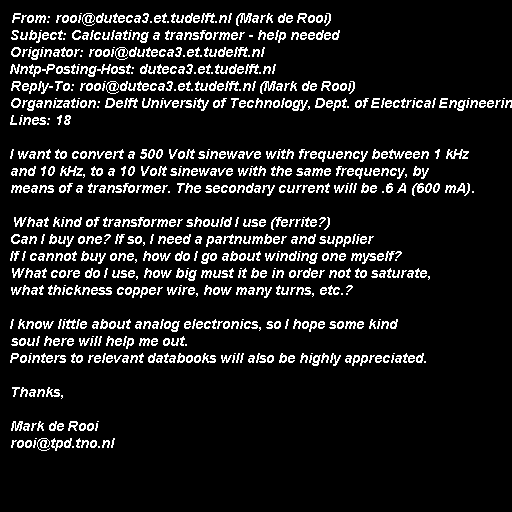 From: rooi@duteca3.et.tudelft.nl (Mark de Rooi)
Subject: Calculating a transformer - help needed
Originator: rooi@duteca3.et.tudelft.nl
Nntp-Posting-Host: duteca3.et.tudelft.nl
Reply-To: rooi@duteca3.et.tudelft.nl (Mark de Rooi)
Organization: Delft University of Technology, Dept. of Electrical Engineerin
Lines: 18

I want to convert a 500 Volt sinewave with frequency between 1 kHz
and 10 kHz, to a 10 Volt sinewave with the same frequency, by
means of a transformer. The secondary current will be .6 A (600 mA).

What kind of transformer should I use (ferrite?)
Can I buy one? If so, I need a partnumber and supplier
If I cannot buy one, how do I go about winding one myself?
What core do I use, how big must it be in order not to saturate,
what thickness copper wire, how many turns, etc.?

I know little about analog electronics, so I hope some kind
soul here will help me out.
Pointers to relevant databooks will also be highly appreciated.

Thanks,

Mark de Rooi
rooi@tpd.tno.nl